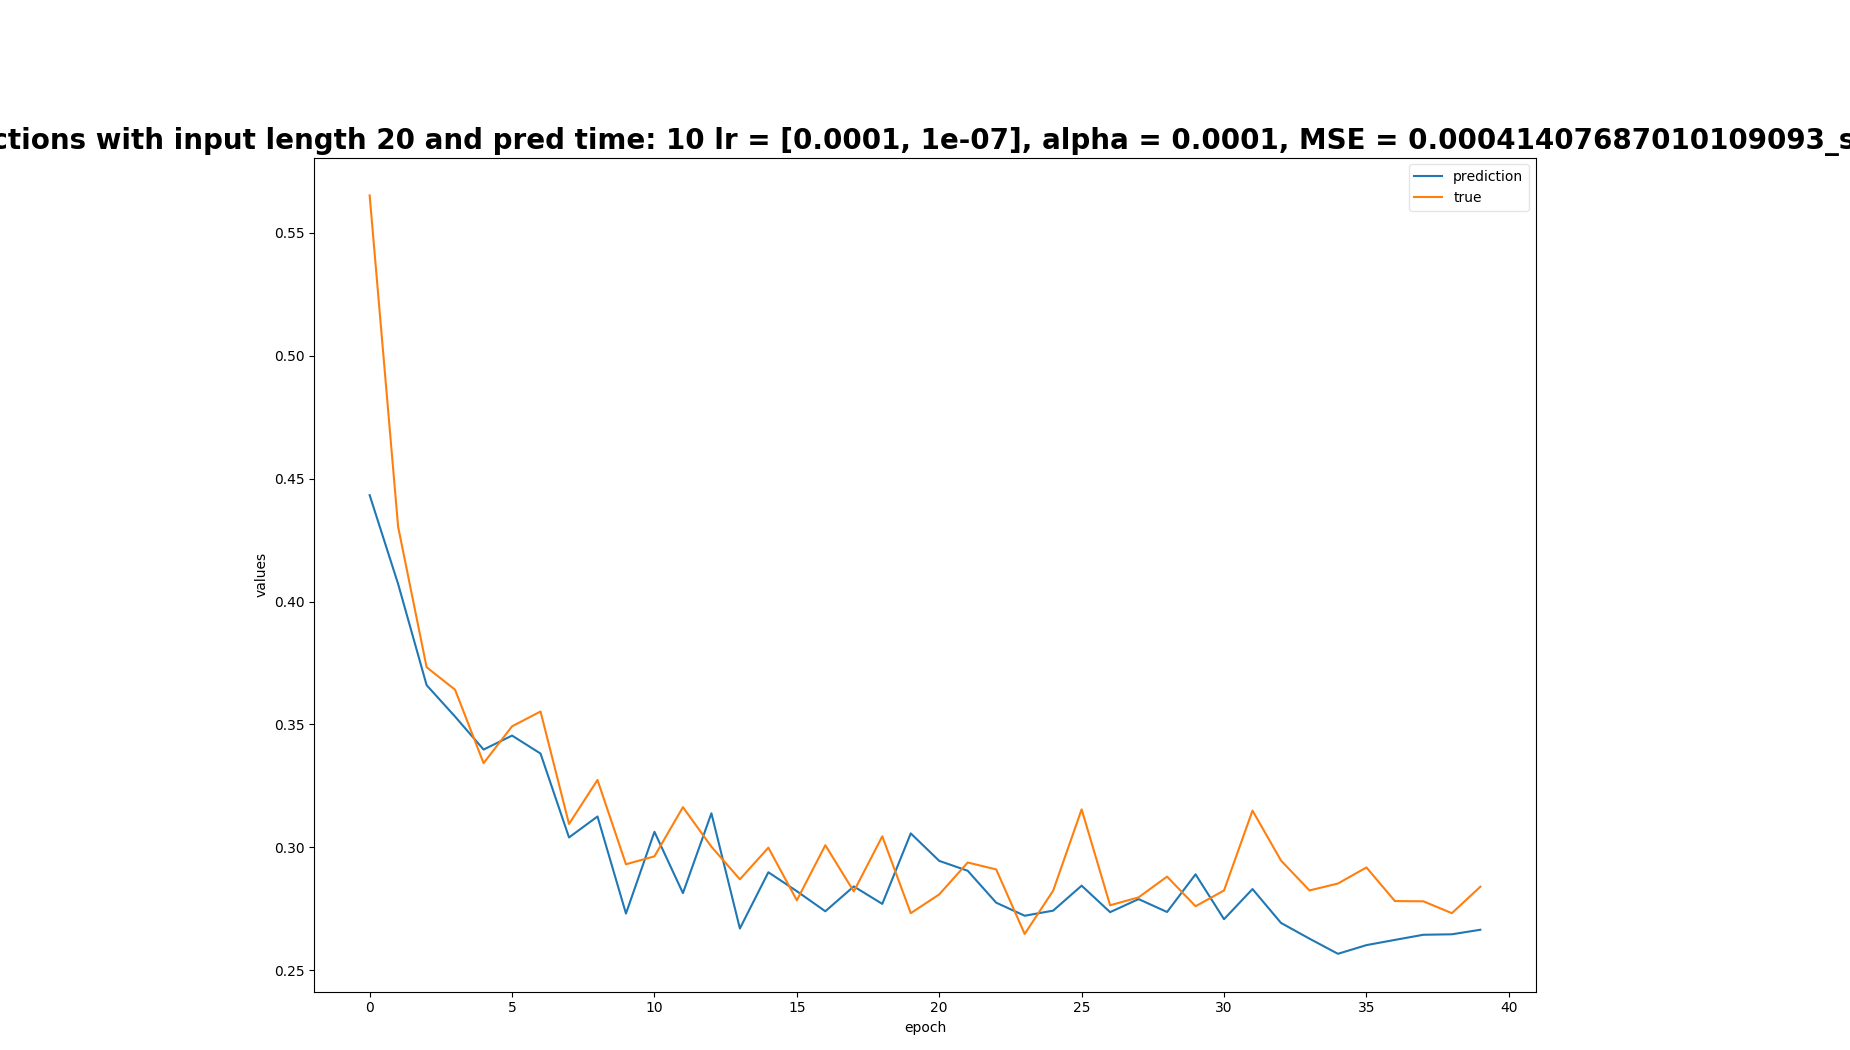 ctions with input length 20 and pred time: 10 lr = [0.0001, 1e-07], alpha = 0.0001, MSE = 0.00041407687010109093_s
prediction
true
0.55
0.50
0.45
0.40
0.35
0.30
0.25
values
0 5 10 15 20 25 30 35 40
epoch